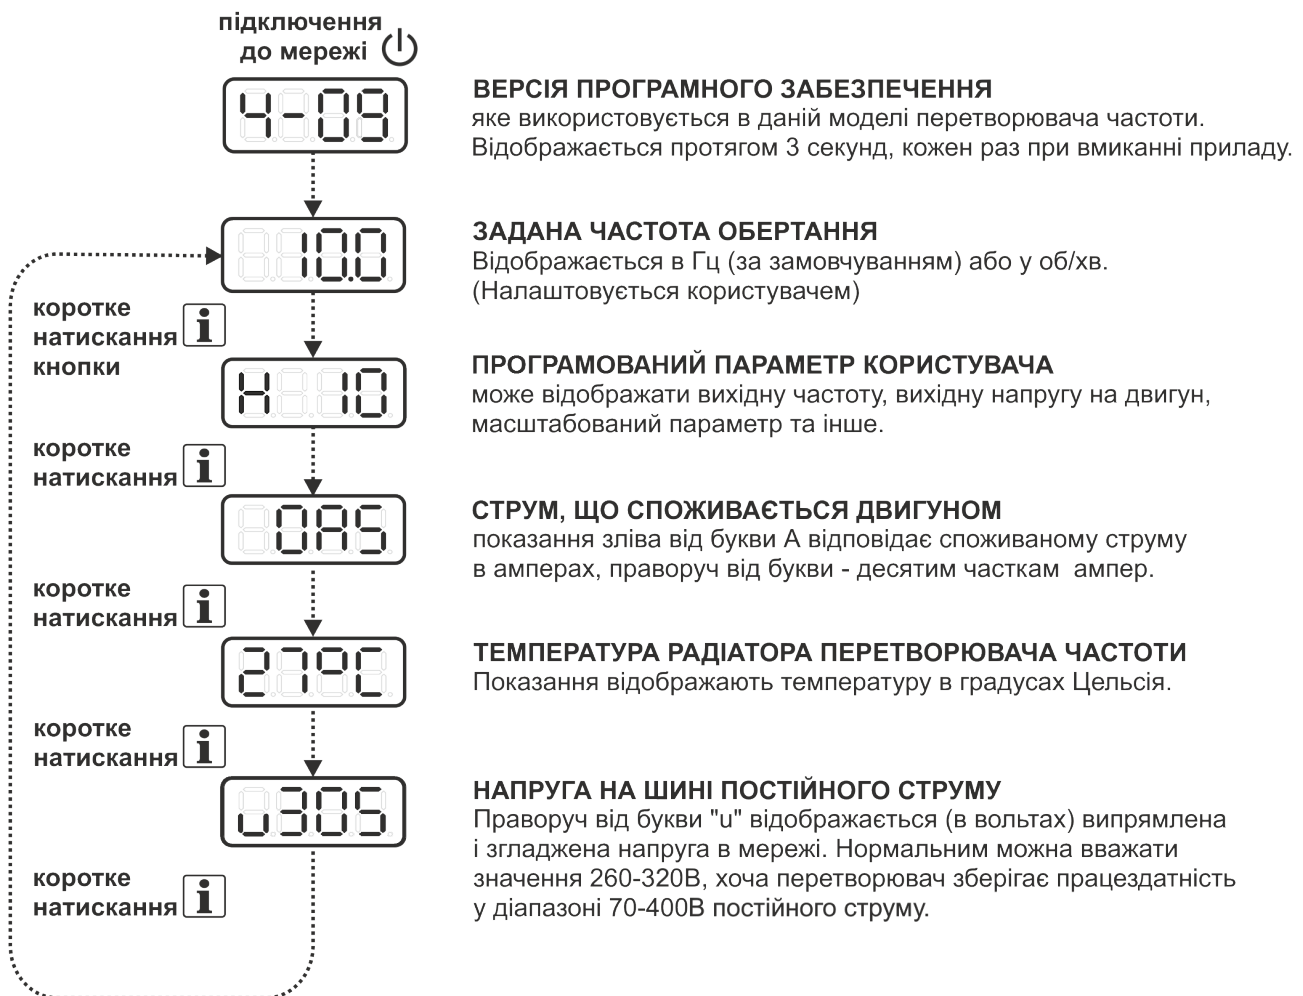 підключення
до мережі
4-09
ВЕРСІЯ ПРОГРАМНОГО ЗАБЕЗПЕЧЕННЯ
яке використовується в даній моделі перетворювача частоти.
Відображається протягом 3 секунд, кожен раз при вмиканні приладу.
10.0
ЗАДАНА ЧАСТОТА ОБЕРТАННЯ
Відображається в Гц (за замовчуванням) або у об/хв.
(Налаштовується користувачем)
коротке
натискання i
кнопки
H 10
ПРОГРАМОВАНИЙ ПАРАМЕТР КОРИСТУВАЧА
може відображати вихідну частоту, вихідну напругу на двигун,
масштабований параметр та інше.
коротке
натискання i
0A5
СТРУМ, ЩО СПОЖИВАЄТЬСЯ ДВИГУНОМ
показання зліва від букви А відповідає споживаному струму
в амперах, праворуч від букви - десятим часткам ампер.
коротке
натискання i
27°C
ТЕМПЕРАТУРА РАДІАТОРА ПЕРЕТВОРЮВАЧА ЧАСТОТИ
Показання відображають температуру в градусах Цельсія.
коротке
натискання i
u305
НАПРУГА НА ШИНІ ПОСТІЙНОГО СТРУМУ
Праворуч від букви "u" відображається (в вольтах) випрямлена
і згладжена напруга в мережі. Нормальним можна вважати
значення 260-320В, хоча перетворювач зберігає працездатність
у діапазоні 70-400В постійного струму.
коротке
натискання i